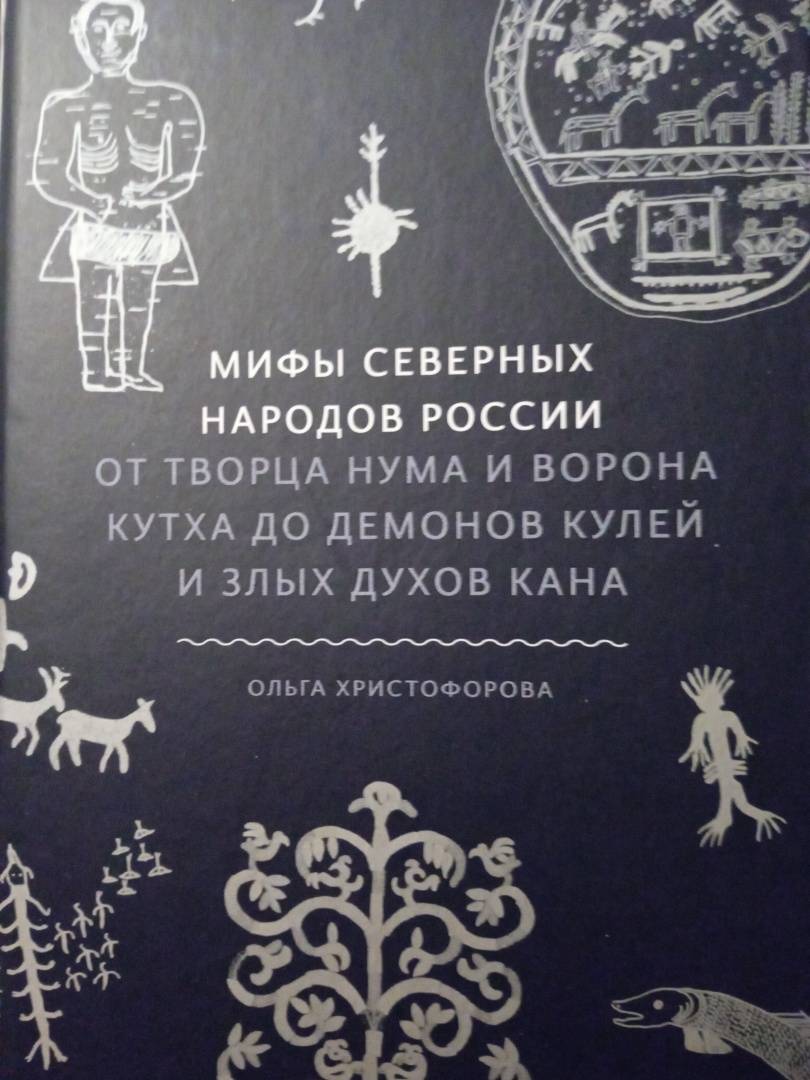 МИФЫ СЕВЕРНЫХ
НАРОДОВ РОССИИ
ОТ ТВОРЦА НУМА И ВОРОНА
КУТХА ДО ДЕМОНОВ КУЛЕЙ
И ЗЛЫХ ДУХОВ КАНА
ОЛЬГА ХРИСТОФОРОВА